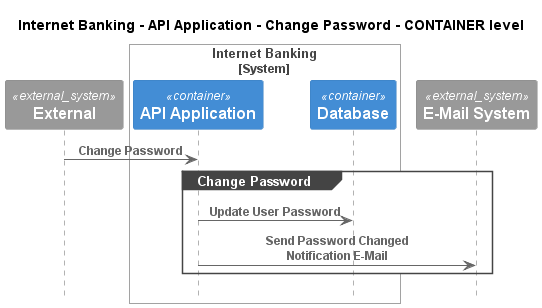 Internet Banking - API Application - Change Password - CONTAINER level
Internet Banking
[System]
«external_system»
External
«container»
API Application
«container»
Database
«external_system»
E-Mail System
Change Password
Change Password
Update User Password
Send Password Changed
Notification E-Mail